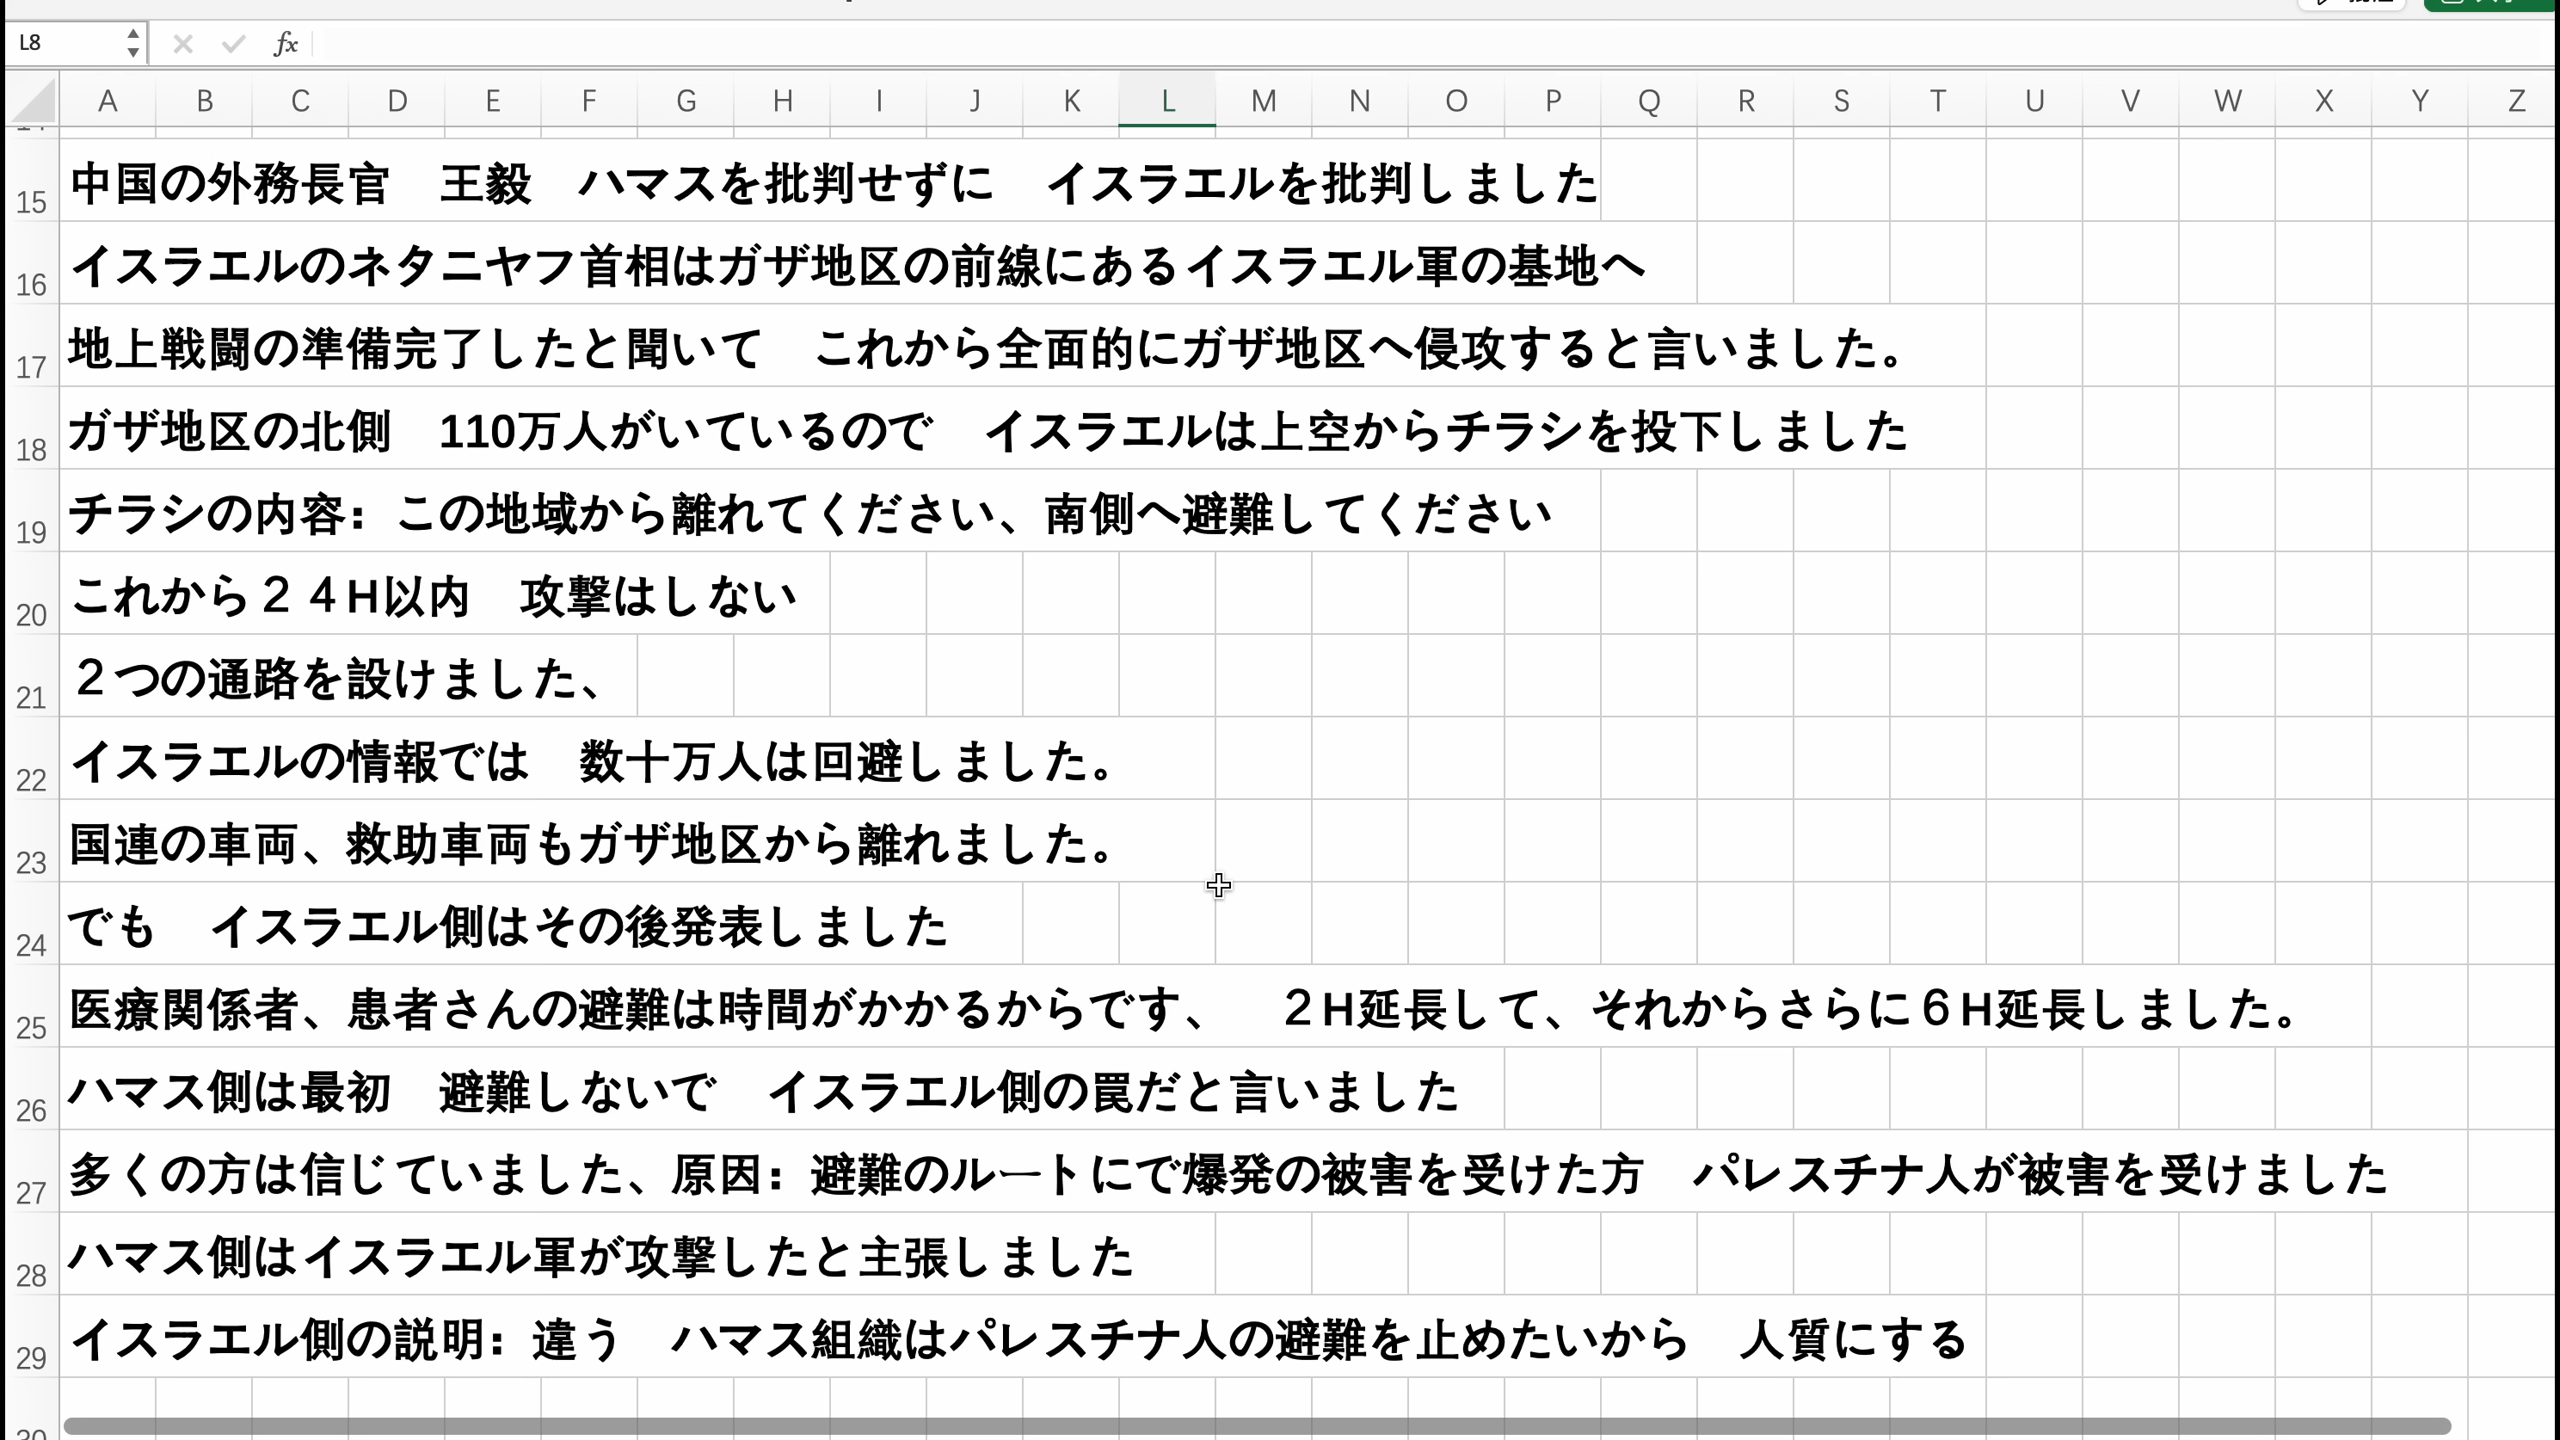 L8
fx
A B C D E F G H I J K L M N O P Q R S T U V W X Y Z
15 中国の外務長官　王毅　ハマスを批判せずに　イスラエルを批判しました
16 イスラエルのネタニヤフ首相はガザ地区の前線にあるイスラエル軍の基地へ
17 地上戦闘の準備完了したと聞いて　これから全面的にガザ地区へ侵攻すると言いました。
18 ガザ地区の北側　110万人がいているので　イスラエルは上空からチラシを投下しました
19 チラシの内容：この地域から離れてください、南側へ避難してください
20 これから２４H以内　攻撃はしない
21 ２つの通路を設けました、
22 イスラエルの情報では　数十万人は回避しました。
23 国連の車両、救助車両もガザ地区から離れました。
24 でも　イスラエル側はその後発表しました
25 医療関係者、患者さんの避難は時間がかかるからです、　２H延長して、それからさらに６H延長しました。
26 ハマス側は最初　避難しないで　イスラエル側の罠だと言いました
27 多くの方は信じていました、原因：避難のルートにで爆発の被害を受けた方　パレスチナ人が被害を受けました
28 ハマス側はイスラエル軍が攻撃したと主張しました
29 イスラエル側の説明：違う　ハマス組織はパレスチナ人の避難を止めたいから　人質にする